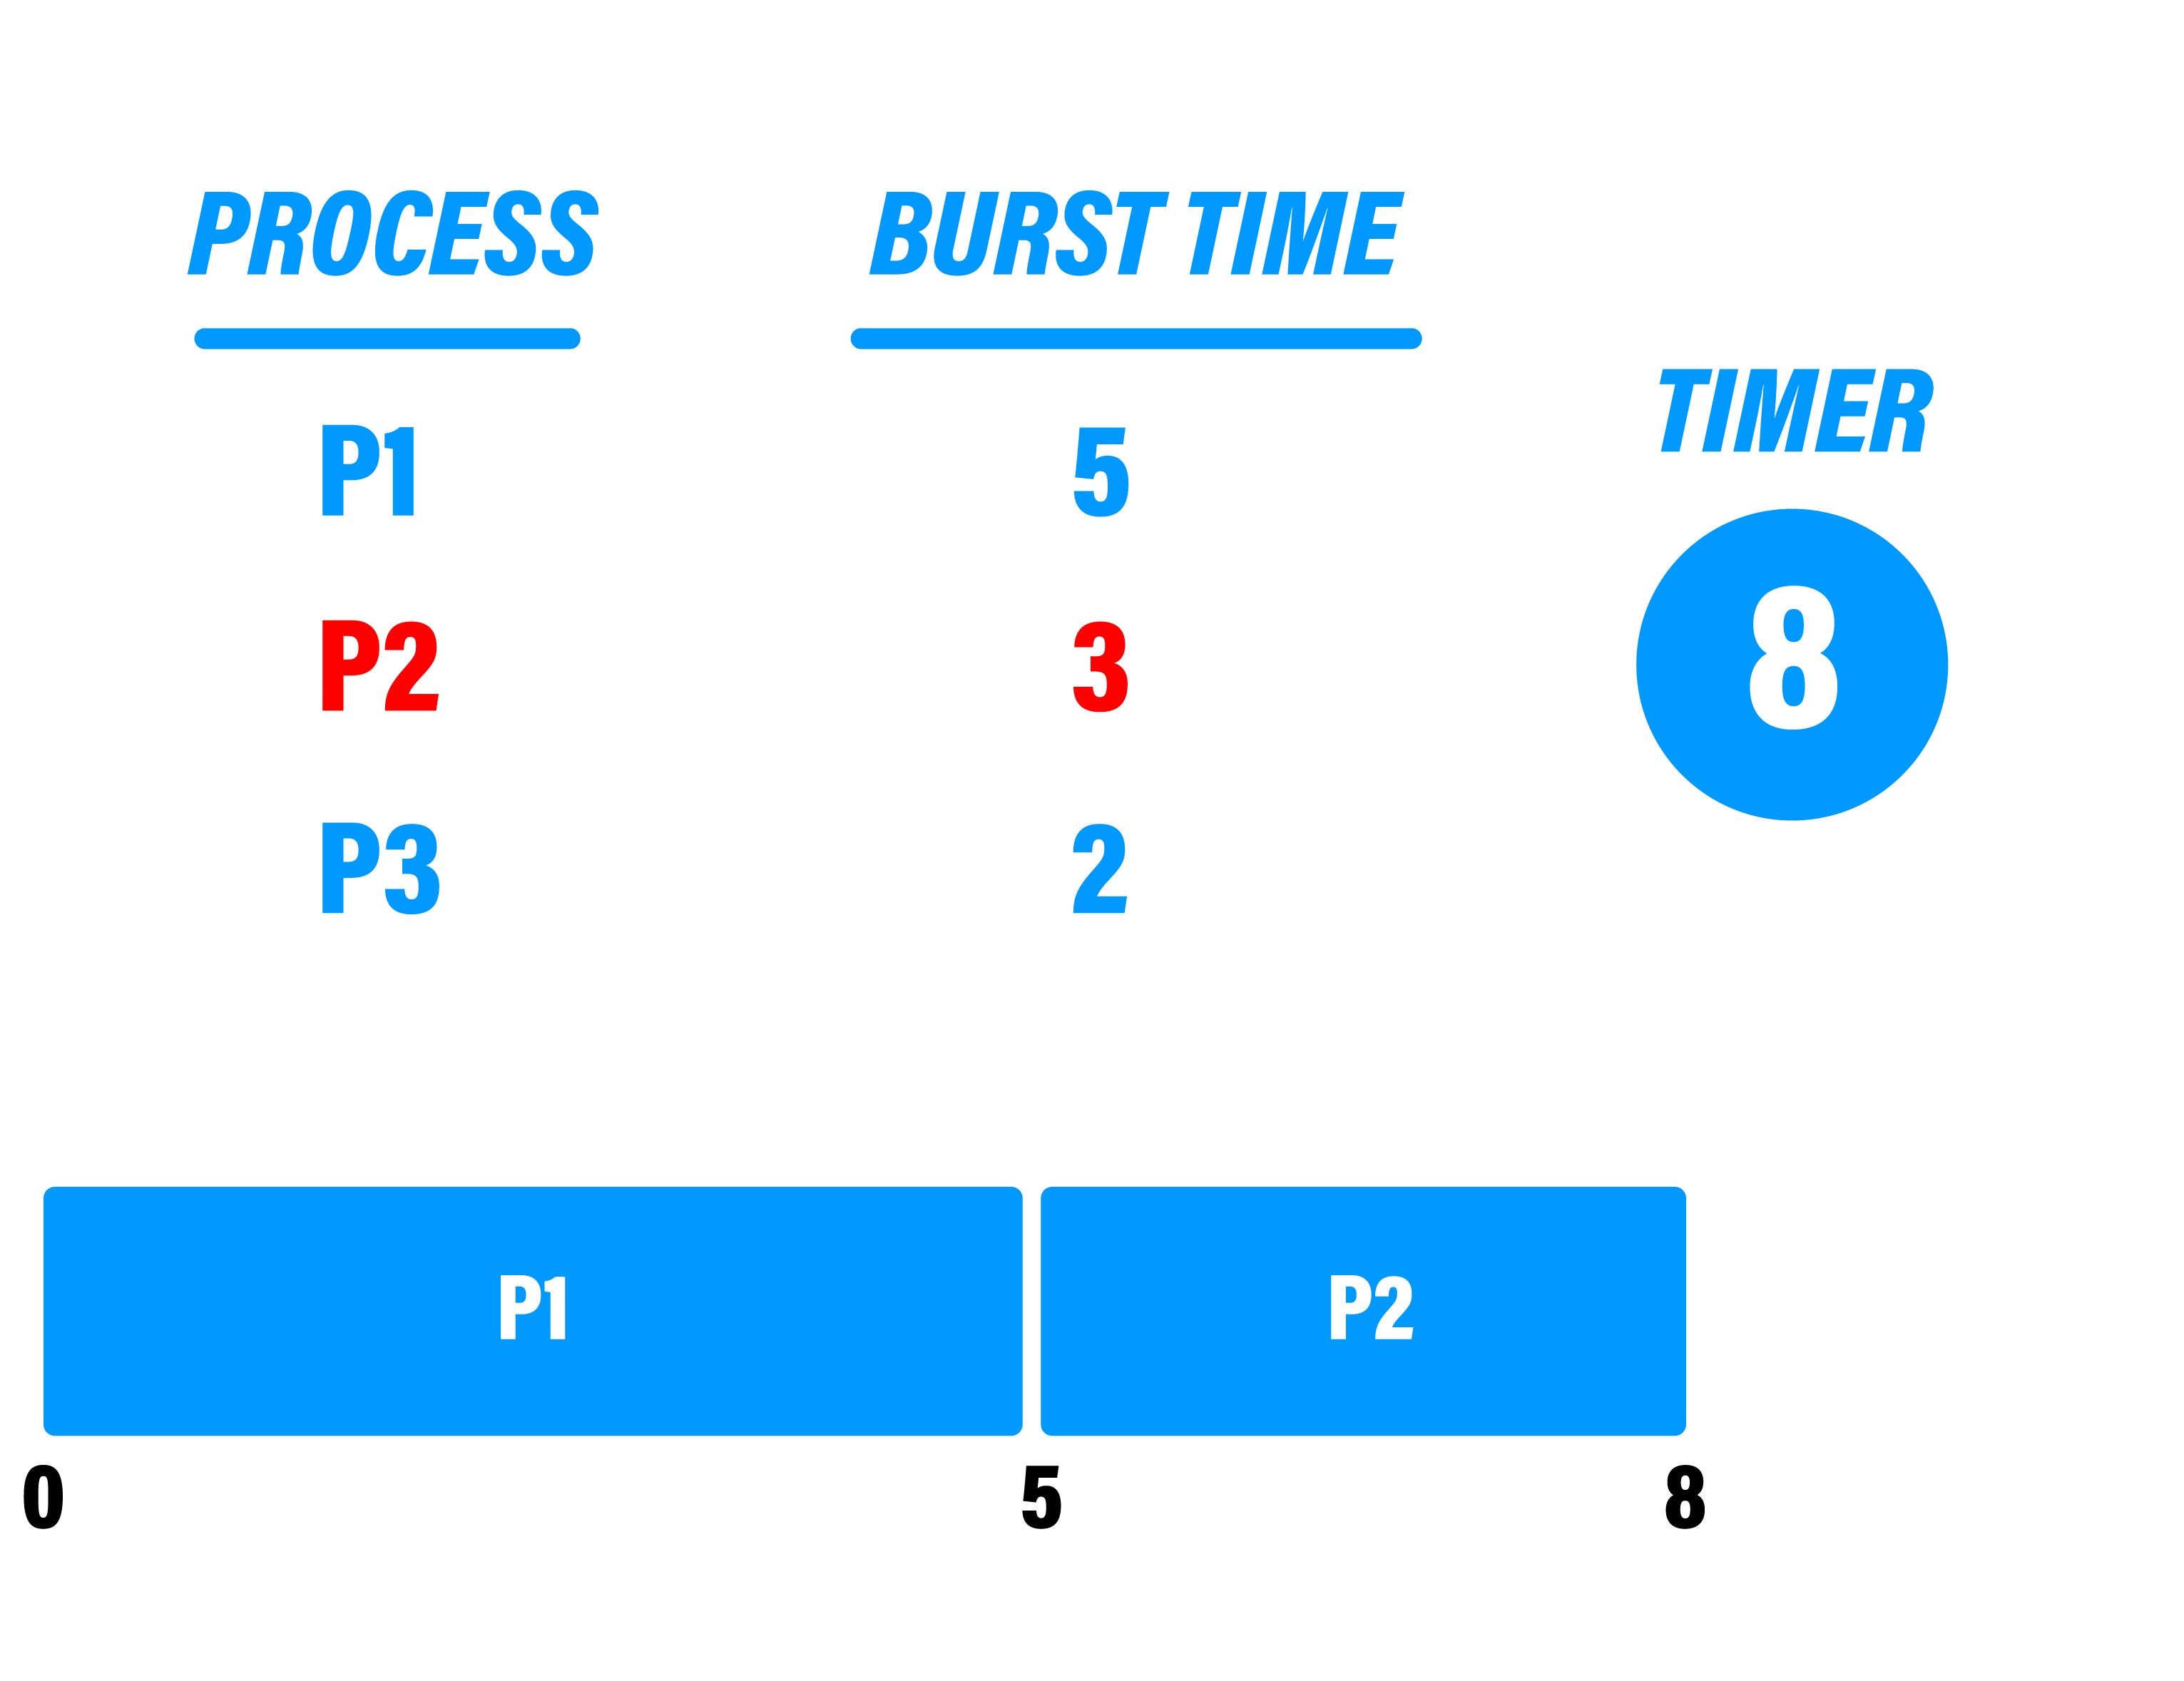 PROCESS BURST TIME
TIMER
P1 5
P2 3
8
P3 2
P1 P2
0 5 8